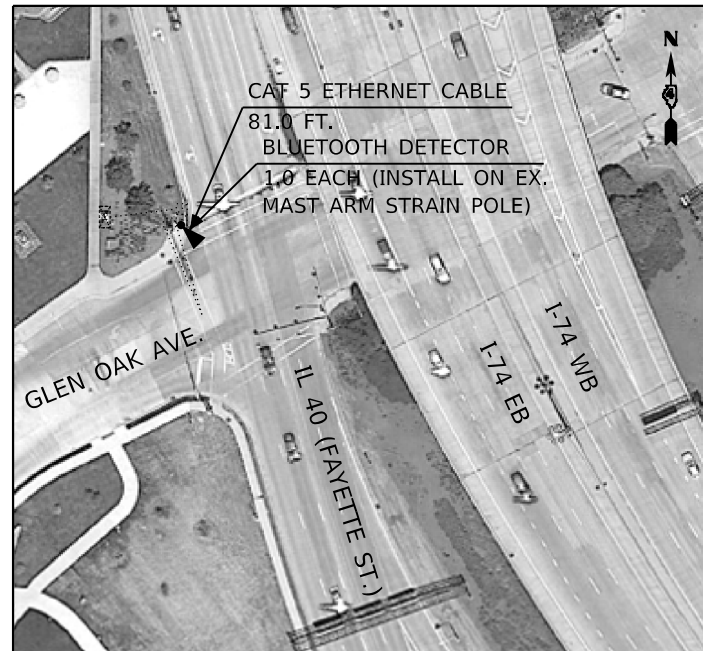 N
4
CAT 5 ETHERNET CABLE
81.0 FT.
BLUETOOTH DETECTOR
1.0 EACH (INSTALL ON EX.
MAST ARM STRAIN POLE)
GLEN OAK AVE.
IL 40 (FAYETTE ST.)
I-74 EB
I-74 WB